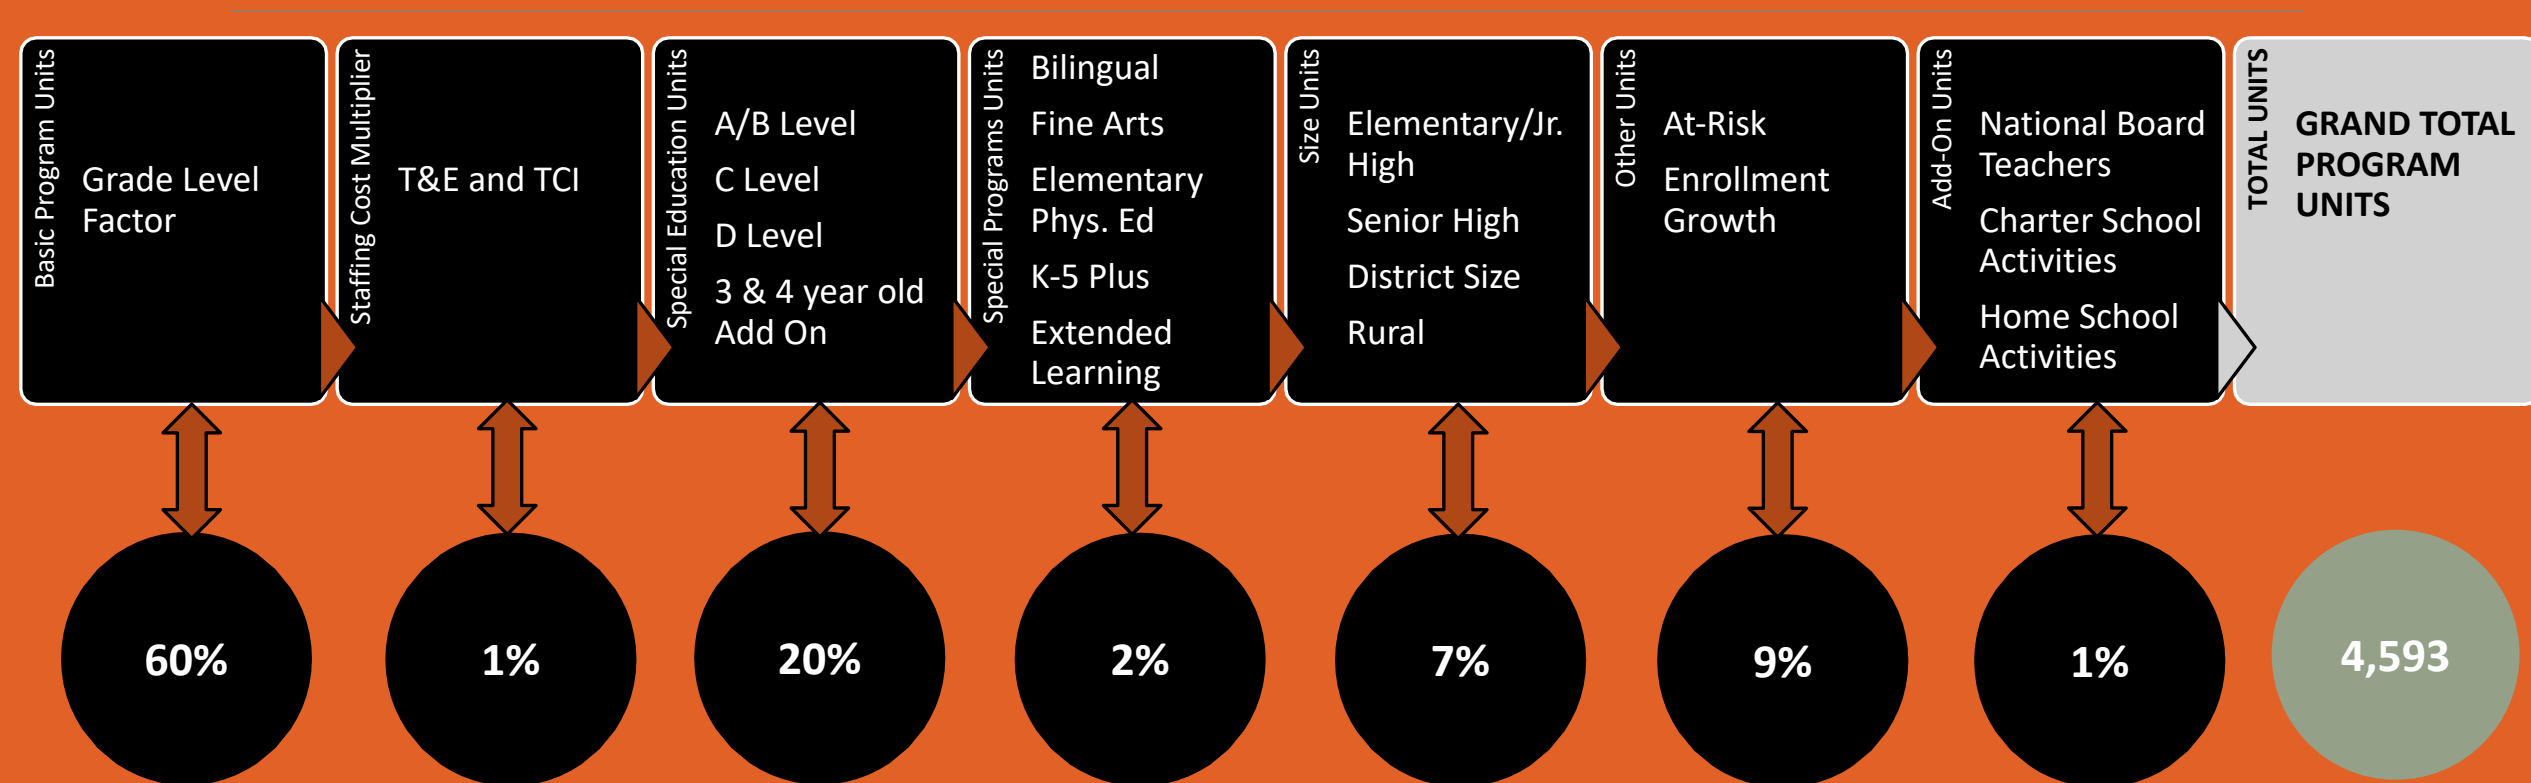 Basic Program Units
Grade Level
Factor
Staffing Cost Multiplier
T&E and TCI
Special Education Units
A/B Level
C Level
D Level
3 & 4 year old
Add On
Special Programs Units
Bilingual
Fine Arts
Elementary
Phys. Ed
K-5 Plus
Extended
Learning
Size Units
Elementary/Jr.
High
Senior High
District Size
Rural
Other Units
At-Risk
Enrollment
Growth
Add-On Units
National Board
Teachers
Charter School
Activities
Home School
Activities
TOTAL UNITS
GRAND TOTAL
PROGRAM
UNITS
60%
1%
20%
2%
7%
9%
1%
4,593